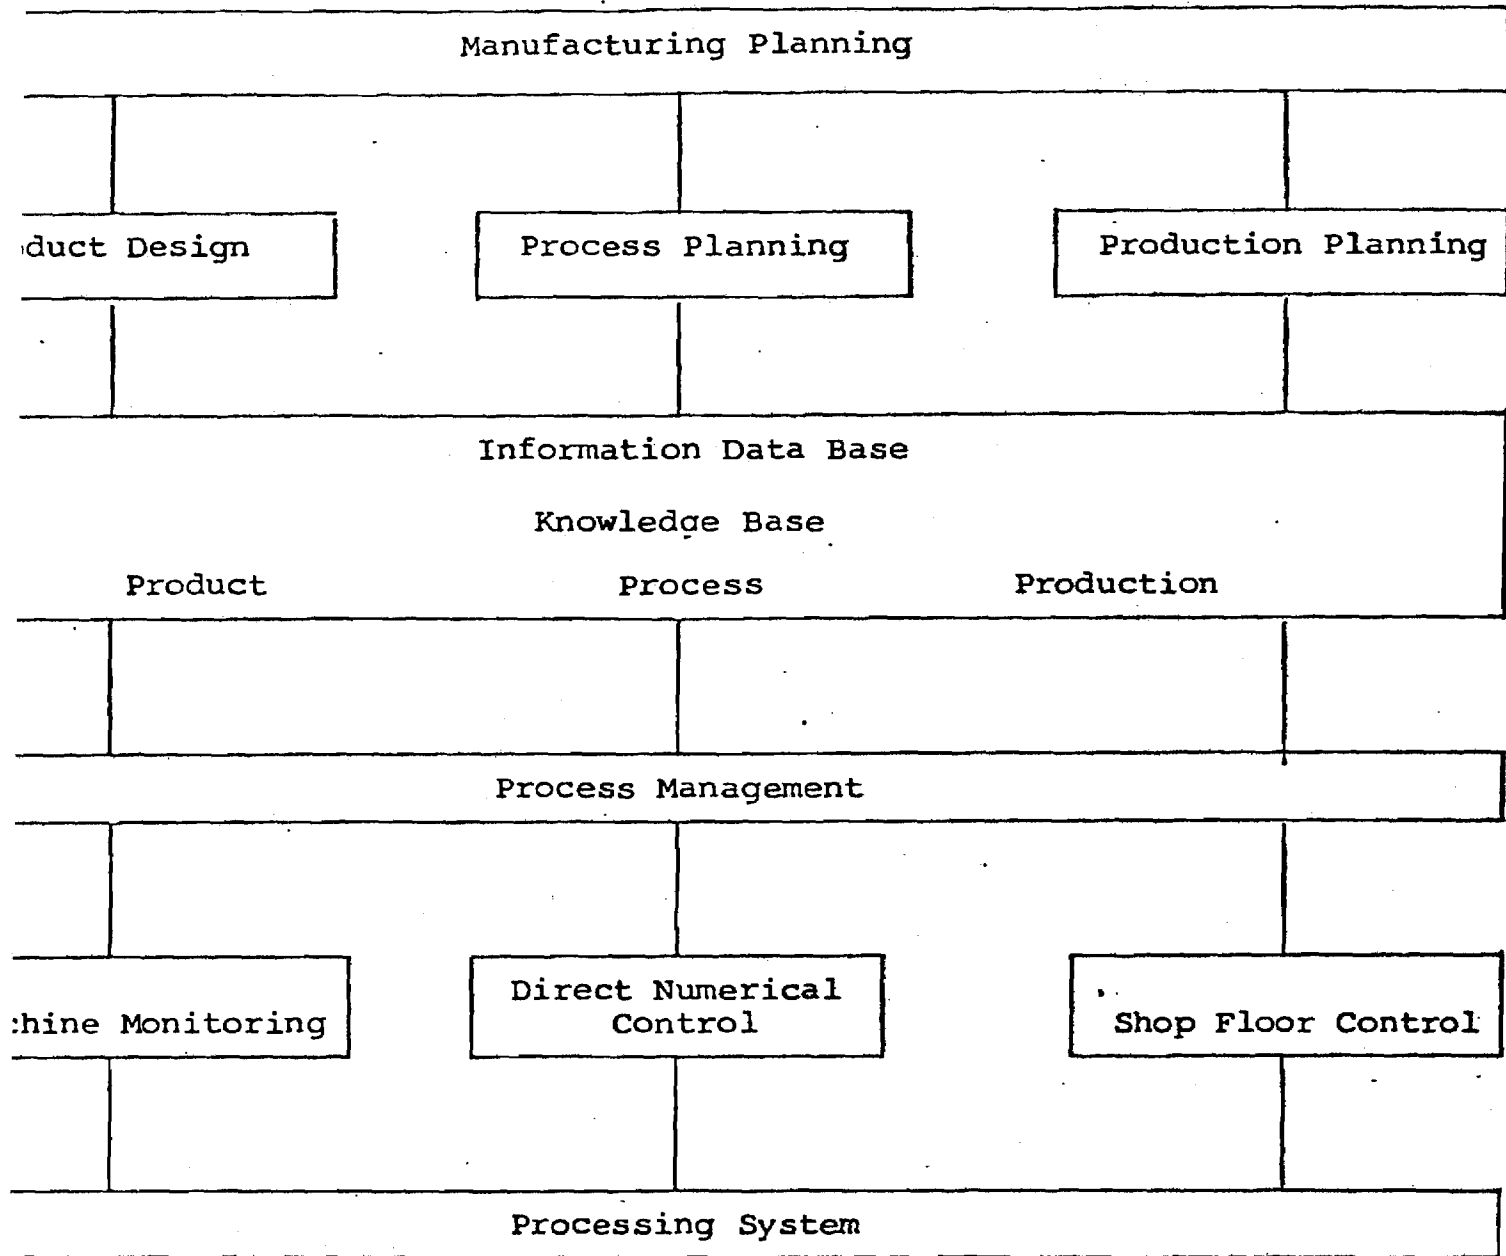 Manufacturing Planning
duct Design Process Planning Production Planning
Information Data Base
Knowledge Base
Product Process Production
Process Management
Direct Numerical
Control
hine Monitoring Shop Floor Control
Processing System